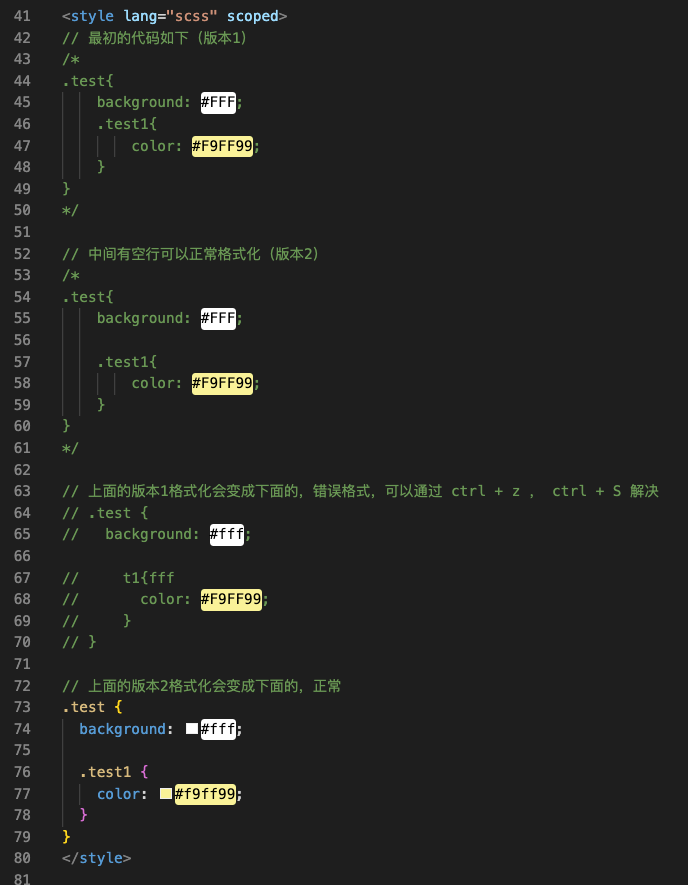 41 <style lang="scss" scoped>
42 // 最初的代码如下（版本1）
43 /*
44 .test{
45     background: #FFF;
46     .test1{
47         color: #F9FF99;
48     }
49 }
50 */
51
52 // 中间有空行可以正常格式化（版本2）
53 /*
54 .test{
55     background: #FFF;
56
57     .test1{
58         color: #F9FF99;
59     }
60 }
61 */
62
63 // 上面的版本1格式化会变成下面的，错误格式，可以通过 ctrl + z ， ctrl + S 解决
64 // .test {
65 //   background: #fff;
66
67 //     t1{fff
68 //       color: #F9FF99;
69 //     }
70 // }
71
72 // 上面的版本2格式化会变成下面的，正常
73 .test {
74   background: #fff;
75
76   .test1 {
77     color: #f9ff99;
78   }
79 }
80 </style>
81